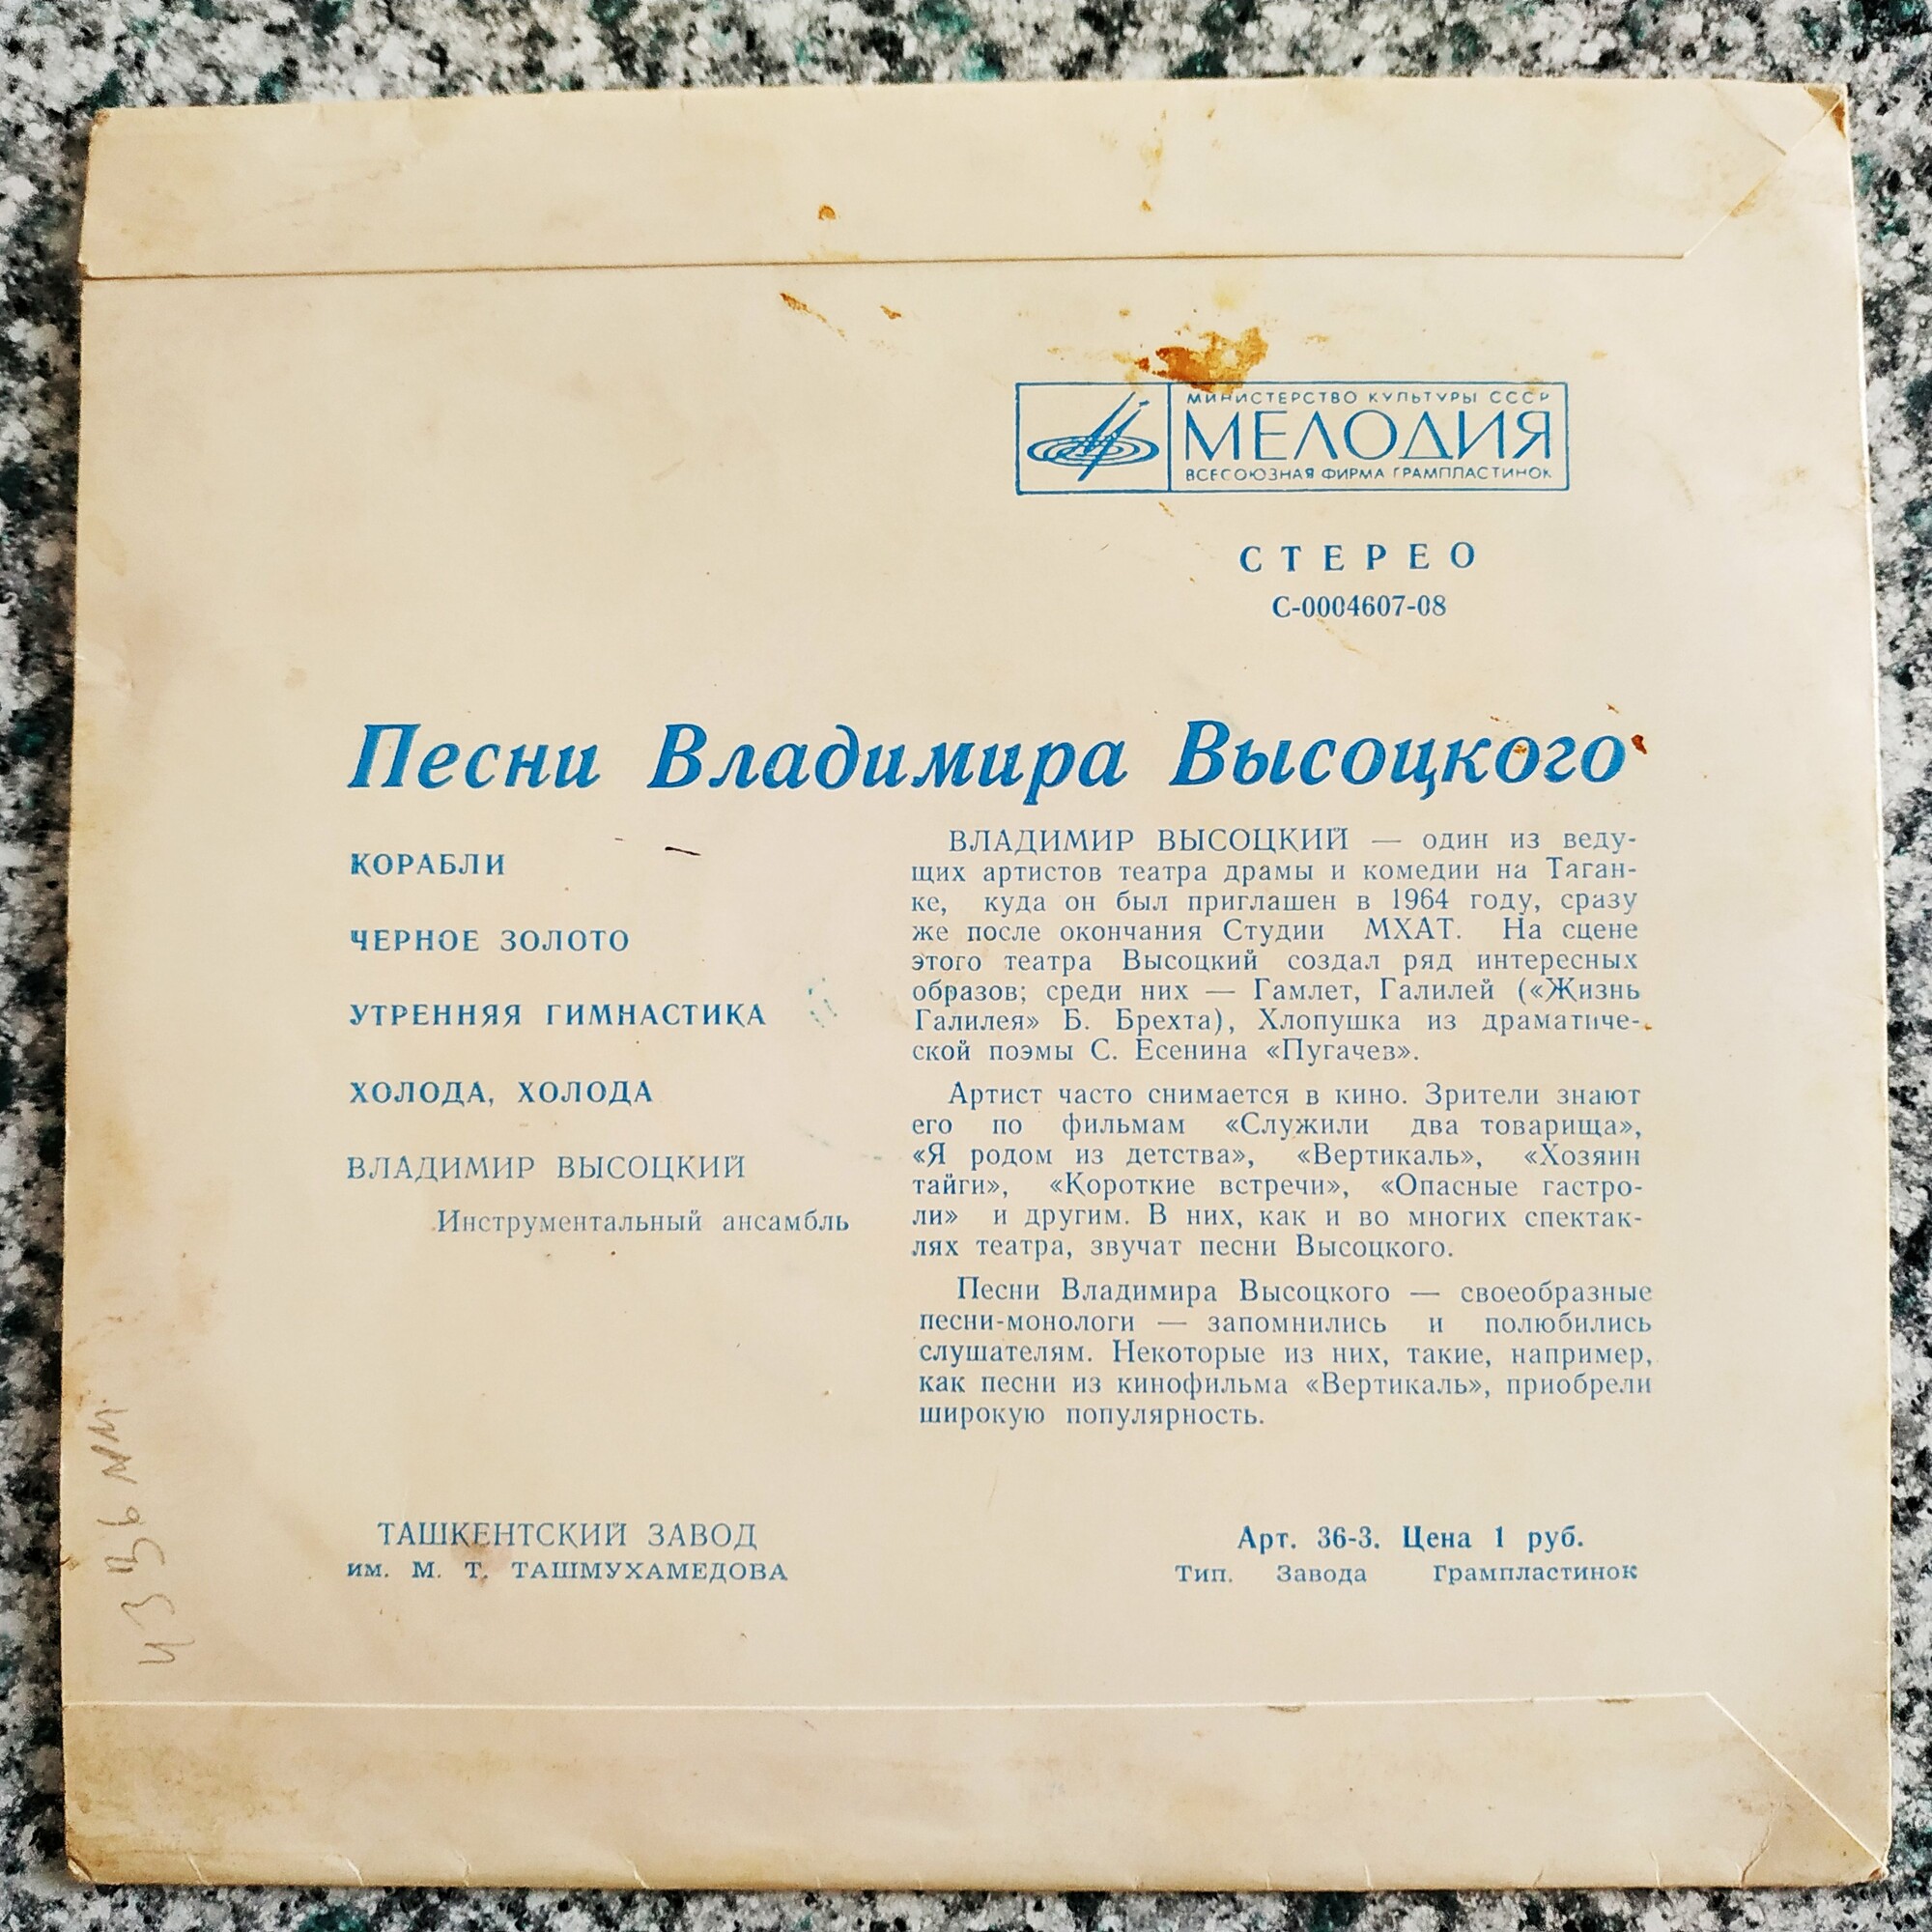 МИНИСТЕРСТВО КУЛЬТУРЫ СССР
МЕЛОДИЯ
ВСЕСОЮЗНАЯ ФИРМА ГРАМПЛАСТИНОК
СТЕРЕО
С-0004607-08
Песни Владимира Высоцкого
КОРАБЛИ
ЧЕРНОЕ ЗОЛОТО
УТРЕННЯЯ ГИМНАСТИКА
ХОЛОДА, ХОЛОДА
ВЛАДИМИР ВЫСОЦКИЙ
Инструментальный ансамбль
ВЛАДИМИР ВЫСОЦКИЙ — один из веду-
щих артистов театра драмы и комедии на Таган-
ке, куда он был приглашен в 1964 году, сразу
же после окончания Студии МХАТ. На сцене
этого театра Высоцкий создал ряд интересных
образов; среди них — Гамлет, Галилей («Жизнь
Галилея» Б. Брехта), Хлопушка из драматиче-
ской поэмы С. Есенина «Пугачев».
Артист часто снимается в кино. Зрители знают
его по фильмам «Служили два товарища»,
«Я родом из детства», «Вертикаль», «Хозяин
тайги», «Короткие встречи», «Опасные гастро-
ли» и другим. В них, как и во многих спектак-
лях театра, звучат песни Высоцкого.
Песни Владимира Высоцкого — своеобразные
песни-монологи — запомнились и полюбились
слушателям. Некоторые из них, такие, например,
как песни из кинофильма «Вертикаль», приобрели
широкую популярность.
ТАШКЕНТСКИЙ ЗАВОД
им. М. Т. ТАШМУХАМЕДОВА
Арт. 36-3. Цена 1 руб.
Тип. Завода Грампластинок